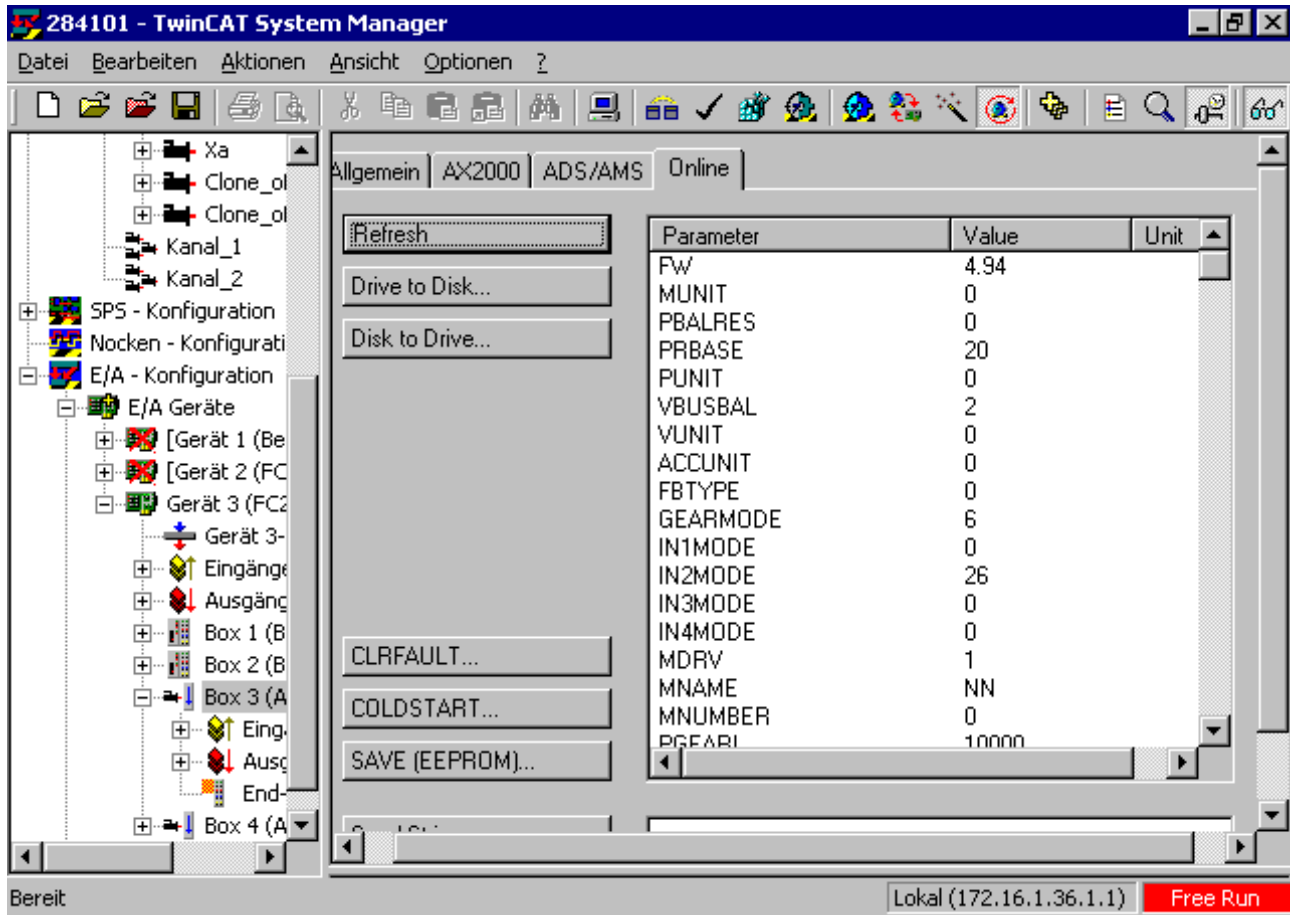 284101 - TwinCAT System Manager
Datei Bearbeiten Aktionen Ansicht Optionen ?
Xa
Clone_of
Clone_of
Kanal_1
Kanal_2
SPS - Konfiguration
Nocken - Konfigurati
E/A - Konfiguration
E/A Geräte
[Gerät 1 (Be
[Gerät 2 (FC
Gerät 3 (FC2
Gerät 3-
Eingänge
Ausgäng
Box 1 (B
Box 2 (B
Box 3 (A
Eing
Ausg
End-
Box 4 (A
Allgemein AX2000 ADS/AMS Online
Refresh
Drive to Disk...
Disk to Drive...
CLRFAULT...
COLDSTART...
SAVE (EEPROM)...
Parameter Value Unit
FW 4.94
MUNIT 0
PBALRES 0
PRBASE 20
PUNIT 0
VBUSBAL 2
VUNIT 0
ACCUNIT 0
FBTYPE 0
GEARMODE 6
IN1MODE 0
IN2MODE 26
IN3MODE 0
IN4MODE 0
MDRV 1
MNAME NN
MNUMBER 0
PGEARI 10000
Bereit
Lokal (172.16.1.36.1.1) Free Run